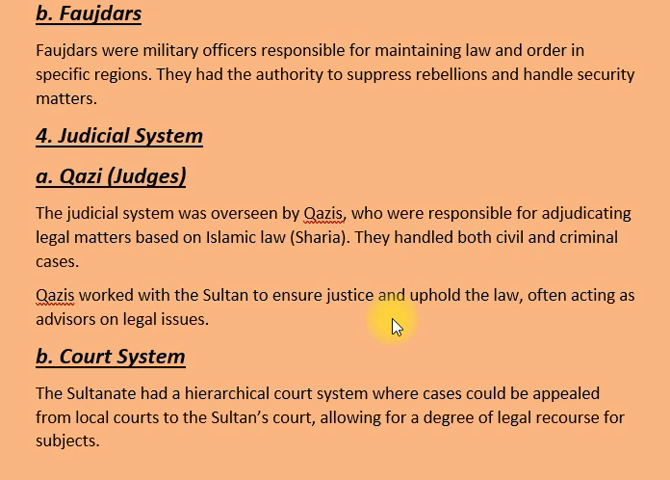 b. Faujdars
Faujdars were military officers responsible for maintaining law and order in
specific regions. They had the authority to suppress rebellions and handle security
matters.
4. Judicial System
a. Qazi (Judges)
The judicial system was overseen by Qazis, who were responsible for adjudicating
legal matters based on Islamic law (Sharia). They handled both civil and criminal
cases.
Qazis worked with the Sultan to ensure justice and uphold the law, often acting as
advisors on legal issues.
b. Court System
The Sultanate had a hierarchical court system where cases could be appealed
from local courts to the Sultan’s court, allowing for a degree of legal recourse for
subjects.